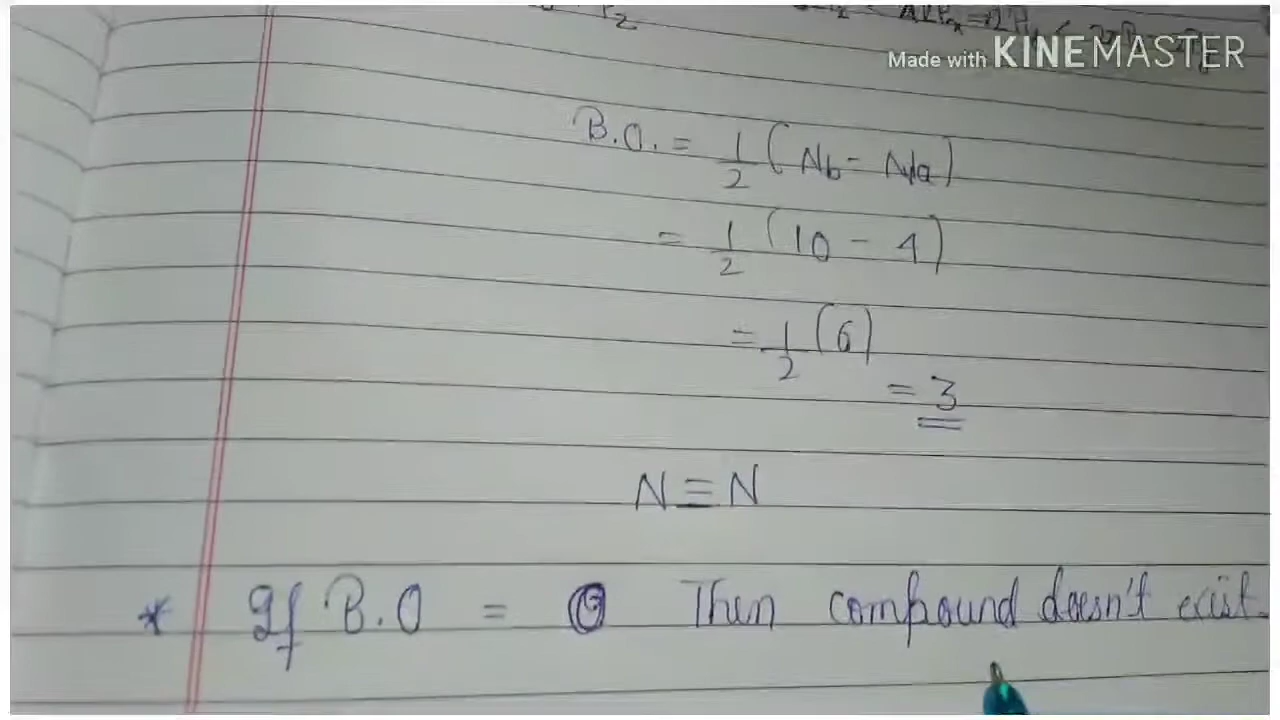 Made with KINEMASTER
B.O. = 1/2 (Nb - Na)
= 1/2 (10 - 4)
= 1/2 (6)
= 3
N ≡ N
* If B.O = 0 Then compound doesn't exist.